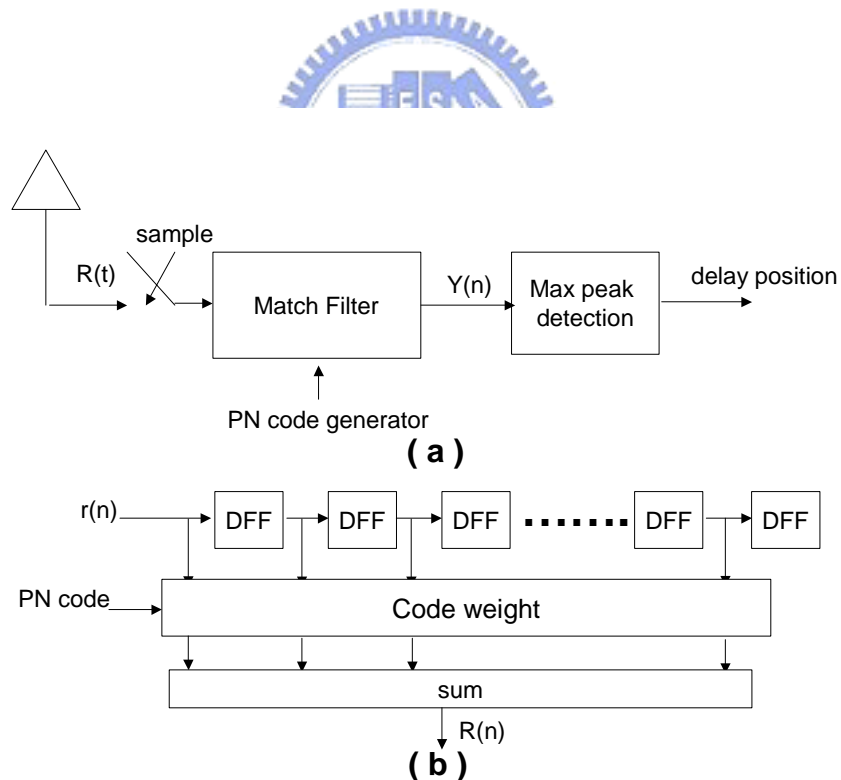 sample
R(t)
Match Filter
Y(n)
Max peak
detection
delay position
PN code generator
( a )
r(n)
DFF DFF DFF DFF DFF
PN code
Code weight
sum
R(n)
( b )